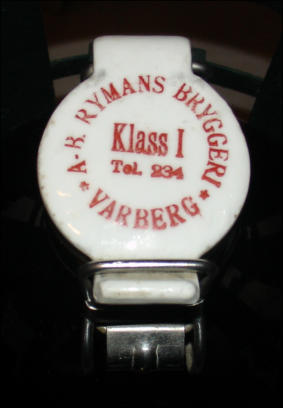 A-B. RYMANS BRYGGERI
Klass I
Tel. 234
* VARBERG *